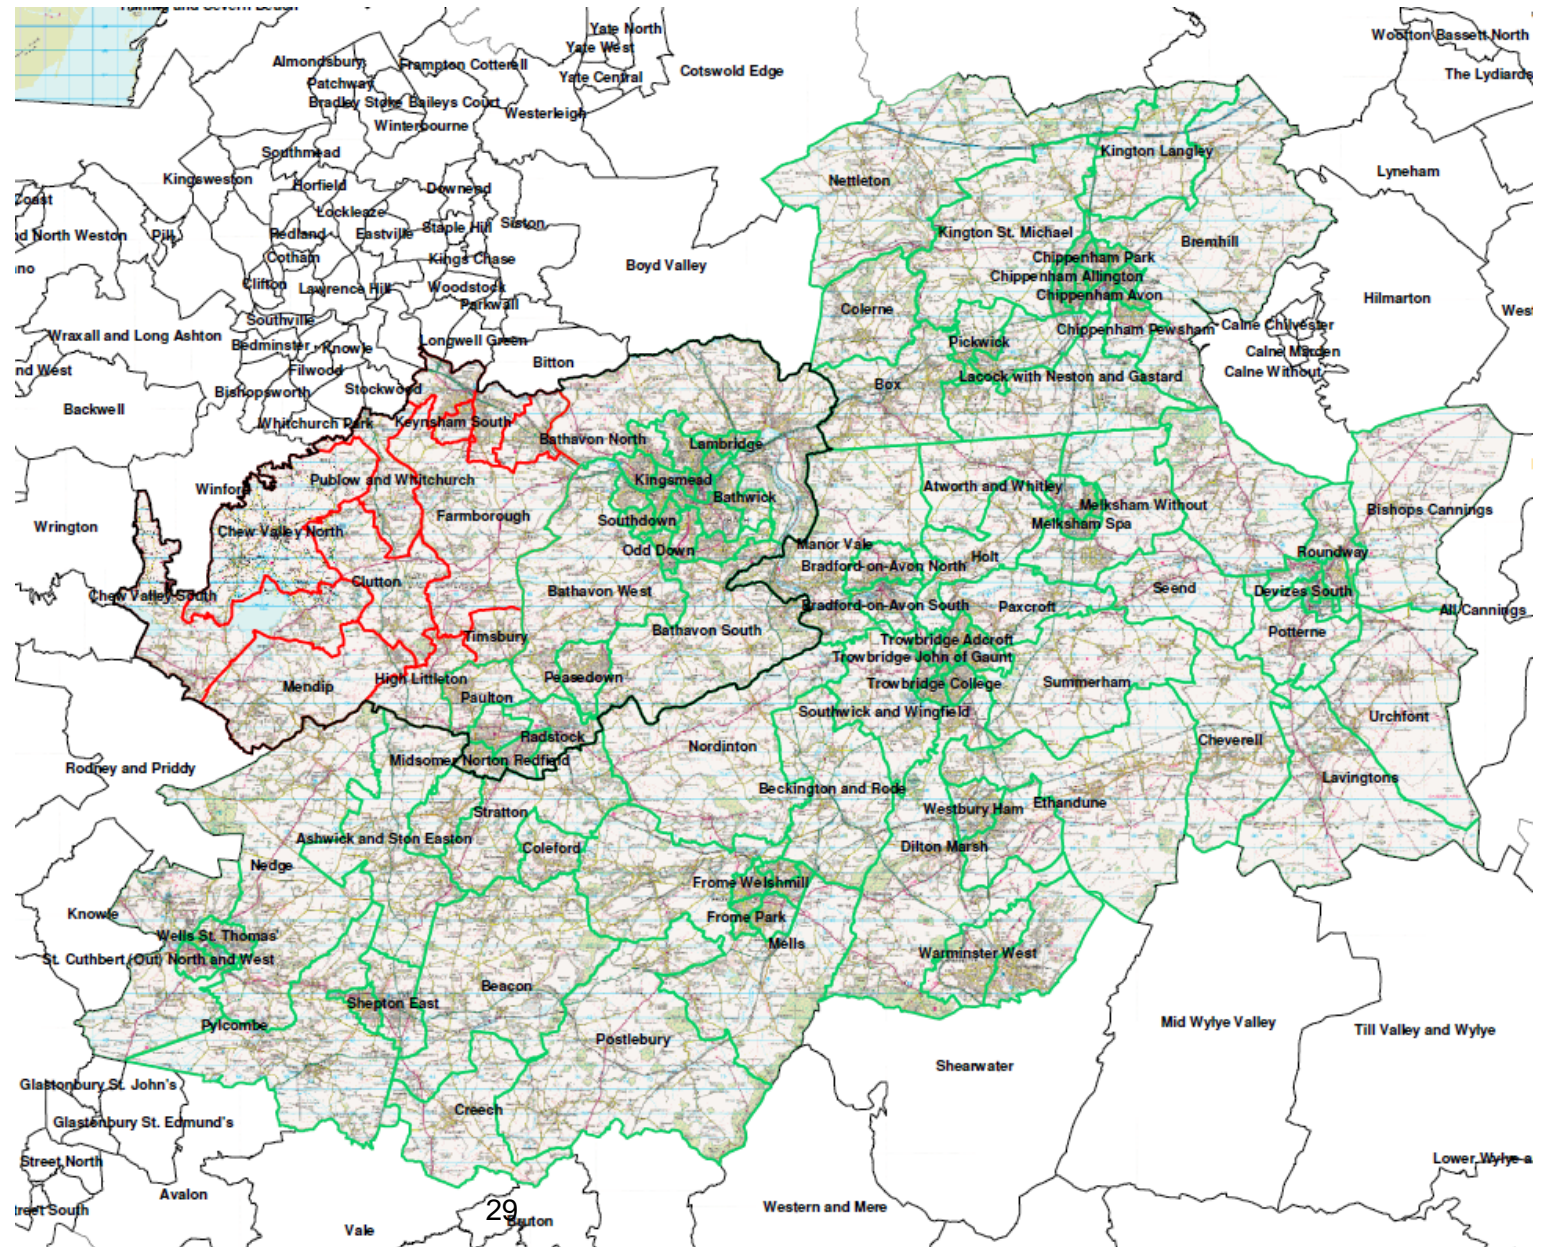 Yate North
Wootton Bassett North
Yate West
Almondsbury
Frampton Cotterell
Cotswold Edge
The Lydiards
Patchway
Yate Central
Bradley Stoke Baileys Court
Westerleigh
Winterbourne
Southmead
Kington Langley
Kingsweston
Horfield
Downend
Nettleton
Lyneham
Coast
Lockleaze
Siston
Staple Hill
nd North Weston
Pill
Redland
Eastville
Kington St. Michael
Bremhill
Cotham
Kings Chase
Boyd Valley
Chippenham Park
Chippenham Allington
Clifton
Lawrence Hill
Woodstock
Chippenham Avon
Hilmarton
Parkwall
Colerne
West
Southville
Chippenham Pewsham
Calne Chilvester
Wraxall and Long Ashton
Bedminster
Knowle
Longwell Green
Pickwick
Calne Marden
Bitton
nd West
Filwood
Calne Without
Box
Lacock with Neston and Gastard
Bishopsworth
Stockwood
Backwell
Whitchurch Park
Keynsham South
Bathavon North
Lambridge
Publow and Whitchurch
Kingsmead
Winford
Atworth and Whitley
Bathwick
Melksham Without
Bishops Cannings
Farmborough
Southdown
Melksham Spa
Wrington
Chew Valley North
Manor Vale
Odd Down
Roundway
Holt
Bradford-on-Avon North
Clutton
Seend
Chew Valley South
Bathavon West
Devizes South
Bradford-on-Avon South
Paxcroft
All Cannings
Bathavon South
Potterne
Timsbury
Trowbridge Adcroft
Trowbridge John of Gaunt
High Littleton
Peasedown
Mendip
Trowbridge College
Summerham
Paulton
Southwick and Wingfield
Urchfont
Radstock
Nordinton
Cheverell
Midsomer Norton Redfield
Rodney and Priddy
Lavingtons
Beckington and Rode
Ethandune
Stratton
Westbury Ham
Ashwick and Ston Easton
Coleford
Dilton Marsh
Nedge
Frome Welshmill
Knowle
Frome Park
Wells St. Thomas'
Mells
Warminster West
St. Cuthbert (Out) North and West
Beacon
Shepton East
Pylcombe
Mid Wylye Valley
Till Valley and Wylye
Postlebury
Shearwater
Glastonbury St. John's
Creech
Glastonbury St. Edmund's
Street North
Lower Wylye a
Avalon
Western and Mere
treet South
29
Bruton
Vale